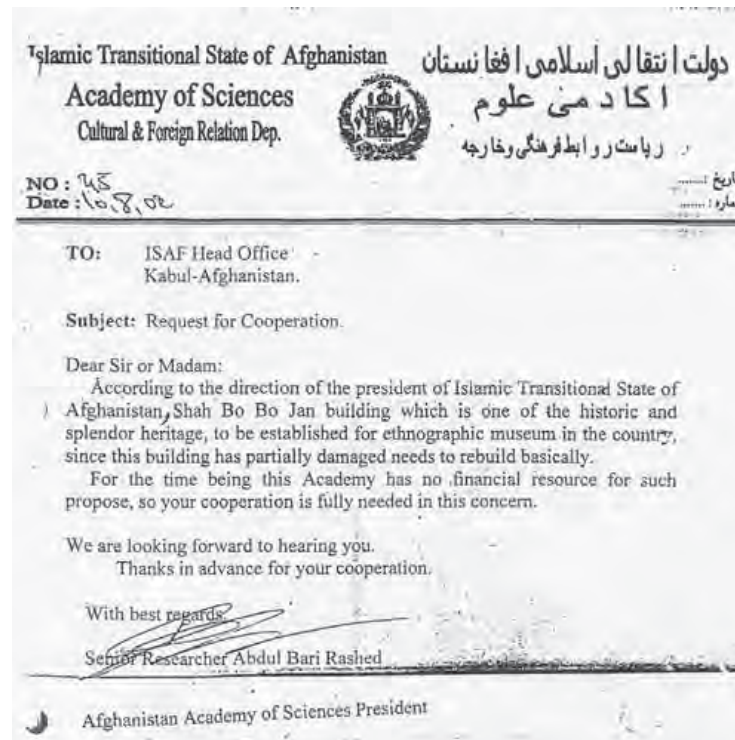 Islamic Transitional State of Afghanistan
Academy of Sciences
Cultural & Foreign Relation Dep.
دولت انتقالی اسلامی افغانستان
اکادمی علوم
ریاست روابط فرهنگی وخارجه
NO : 45
Date : 10,8,02
تاریخ :.......
TO: ISAF Head Office
Kabul-Afghanistan.
Subject: Request for Cooperation.
Dear Sir or Madam:
According to the direction of the president of Islamic Transitional State of
Afghanistan, Shah Bo Bo Jan building which is one of the historic and
splendor heritage, to be established for ethnographic museum in the country,
since this building has partially damaged needs to rebuild basically.
For the time being this Academy has no financial resource for such
propose, so your cooperation is fully needed in this concern.
We are looking forward to hearing you.
Thanks in advance for your cooperation.
With best regards,
Senior Researcher Abdul Bari Rashed
Afghanistan Academy of Sciences President